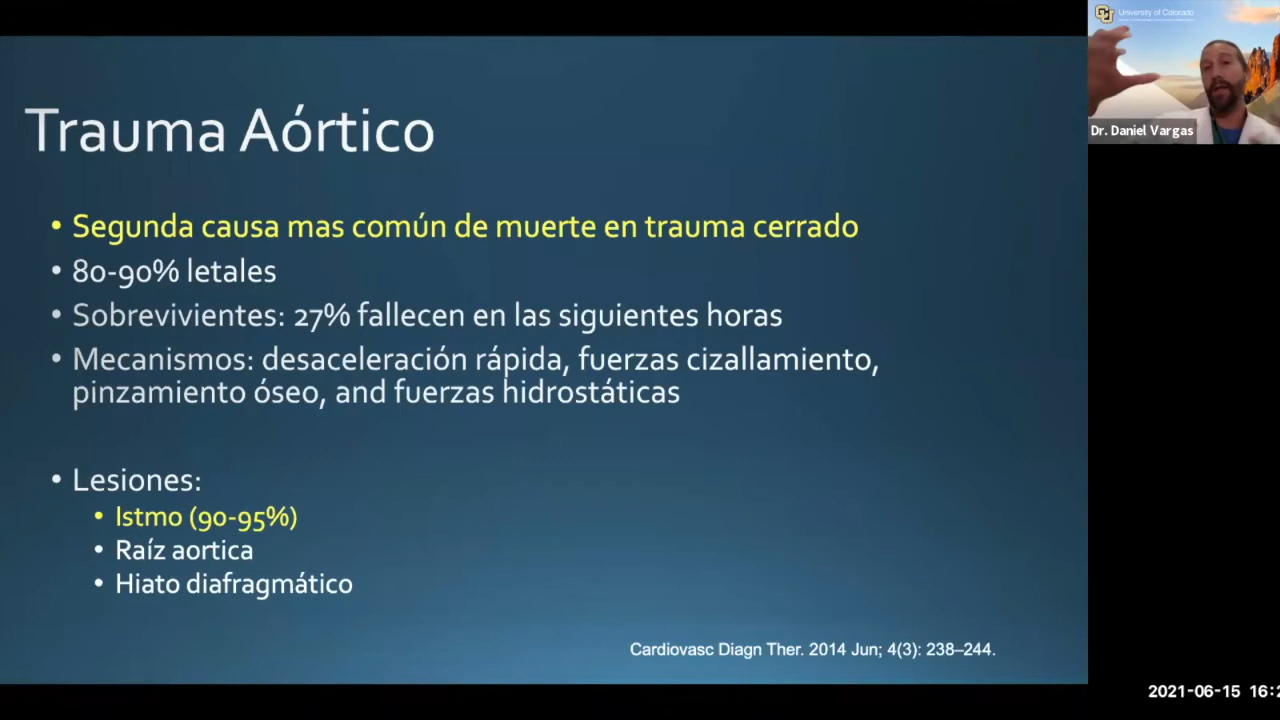 University of Colorado
Dr. Daniel Vargas
Trauma Aórtico
• Segunda causa mas común de muerte en trauma cerrado
• 80-90% letales
• Sobrevivientes: 27% fallecen en las siguientes horas
• Mecanismos: desaceleración rápida, fuerzas cizallamiento,
pinzamiento óseo, and fuerzas hidrostáticas
• Lesiones:
• Istmo (90-95%)
• Raíz aortica
• Hiato diafragmático
Cardiovasc Diagn Ther. 2014 Jun; 4(3): 238–244.
2021-06-15 16:2